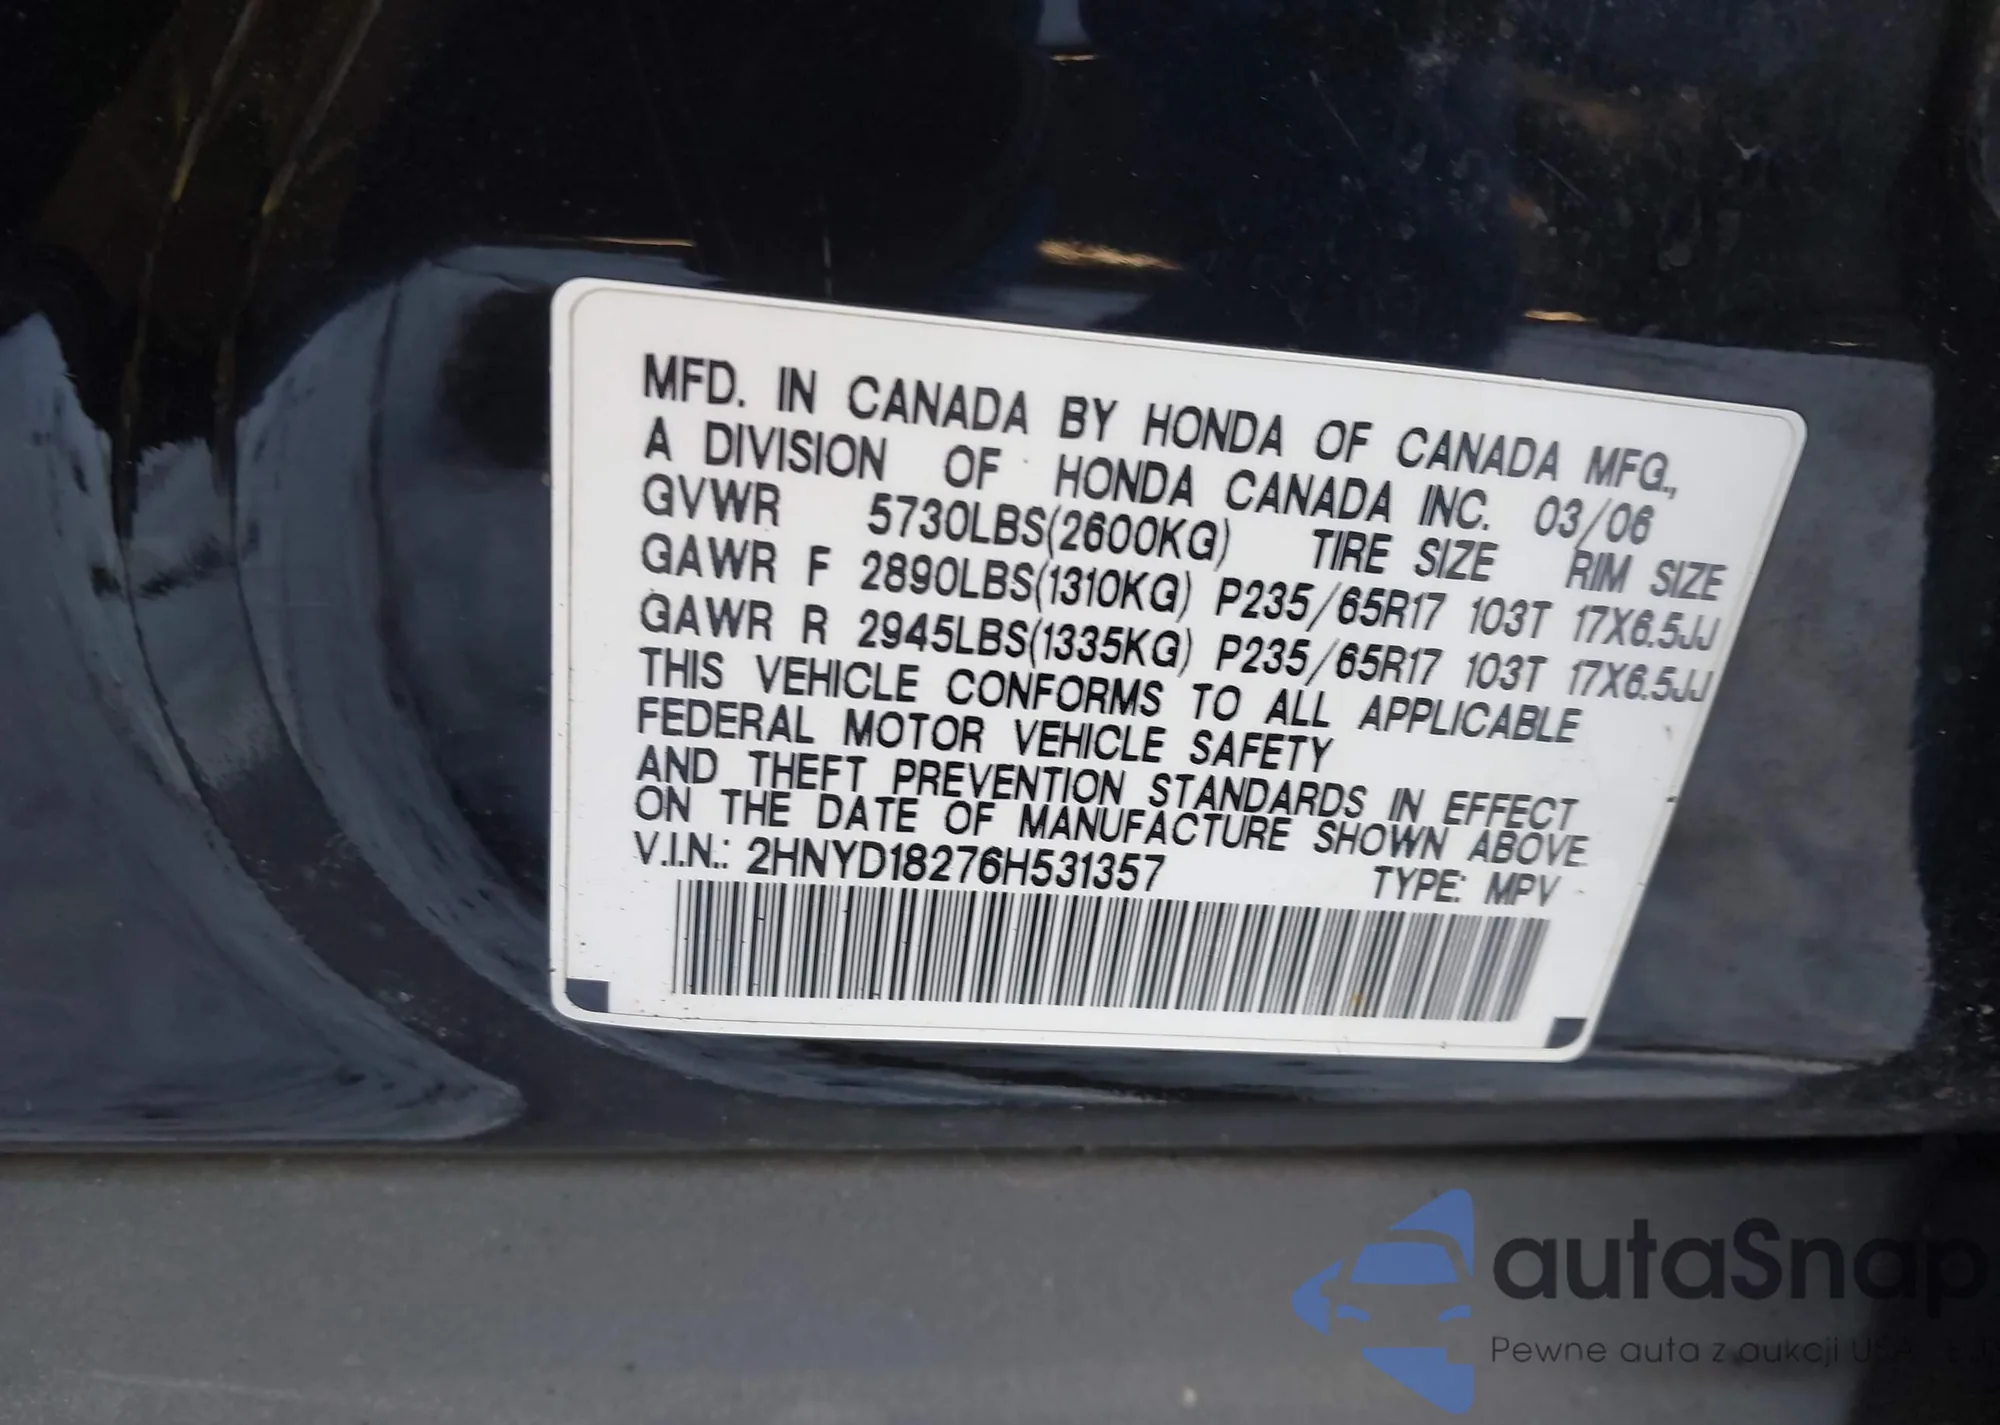 MFD. IN CANADA BY HONDA OF CANADA MFG.,
A DIVISION OF HONDA CANADA INC. 03/06
GVWR 5730LBS(2600KG) TIRE SIZE RIM SIZE
GAWR F 2890LBS(1310KG) P235/65R17 103T 17X6.5JJ
GAWR R 2945LBS(1335KG) P235/65R17 103T 17X6.5JJ
THIS VEHICLE CONFORMS TO ALL APPLICABLE
FEDERAL MOTOR VEHICLE SAFETY
AND THEFT PREVENTION STANDARDS IN EFFECT
ON THE DATE OF MANUFACTURE SHOWN ABOVE
V.I.N.: 2HNYD18276H531357 TYPE: MPV
autaSnap
Pewne auta z aukcji USA